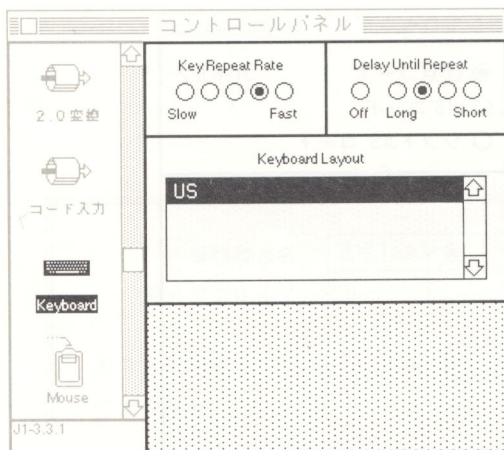 コントロールパネル
2.0変換
コード入力
Keyboard
Mouse
J1-3.3.1
Key Repeat Rate
Slow Fast
Delay Until Repeat
Off Long Short
Keyboard Layout
US